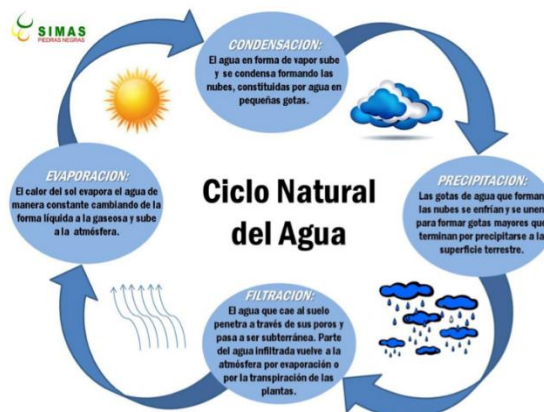 SIMAS
PIEDRAS NEGRAS
CONDENSACION:
El agua en forma de vapor sube
y se condensa formando las
nubes, constituidas por agua en
pequeñas gotas.
EVAPORACION:
El calor del sol evapora el agua de
manera constante cambiando de la
forma líquida a la gaseosa y sube
a la atmósfera.
Ciclo Natural
del Agua
PRECIPITACION:
Las gotas de agua que forman
las nubes se enfrían y se unen
para formar gotas mayores que
terminan por precipitarse a la
superficie terrestre.
FILTRACION:
El agua que cae al suelo
penetra a través de sus poros y
pasa a ser subterránea. Parte
del agua infiltrada vuelve a la
atmósfera por evaporación o
por la transpiración de las
plantas.